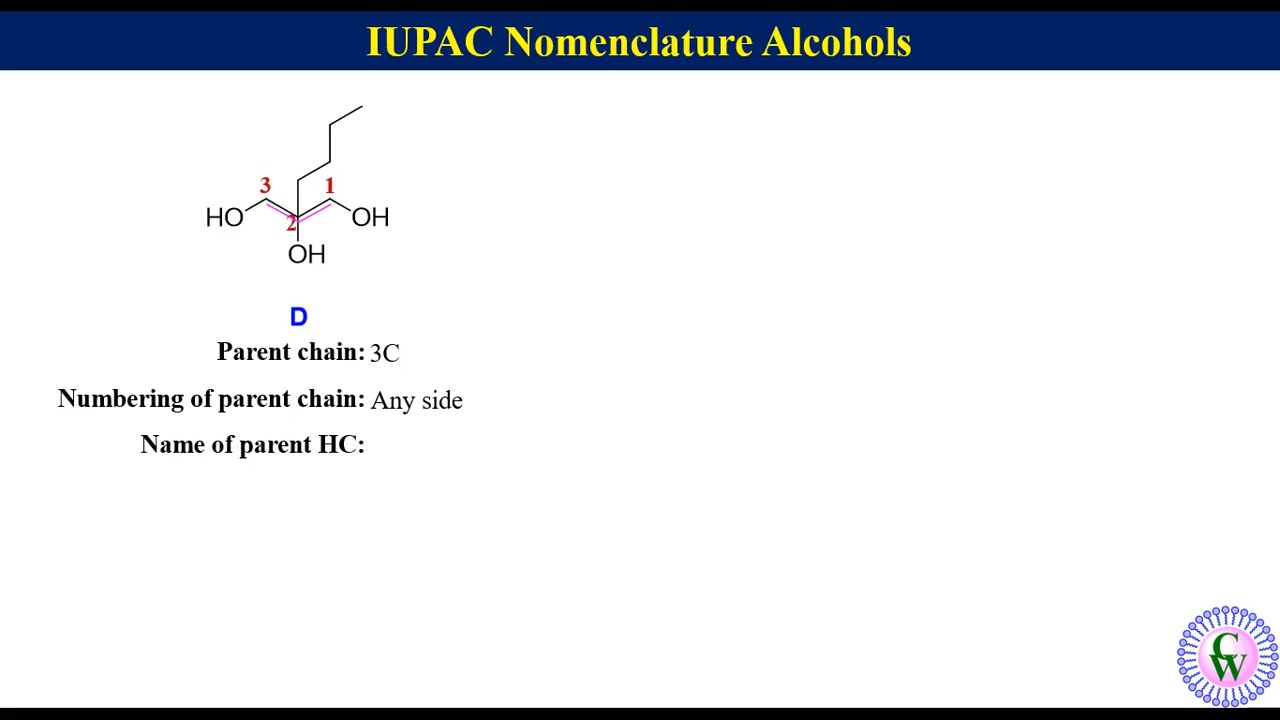 IUPAC Nomenclature Alcohols
3 1
HO 2 OH
OH
D
Parent chain: 3C
Numbering of parent chain: Any side
Name of parent HC:
CW